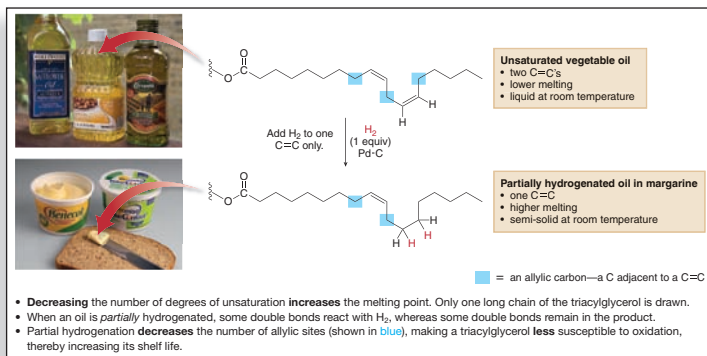 O
O
Unsaturated vegetable oil
• two C=C's
• lower melting
• liquid at room temperature
H
H
Add H2 to one
C=C only.
H2
(1 equiv)
Pd-C
Benecol
O
O
Partially hydrogenated oil in margarine
• one C=C
• higher melting
• semi-solid at room temperature
H
H
H
H
= an allylic carbon—a C adjacent to a C=C
• Decreasing the number of degrees of unsaturation increases the melting point. Only one long chain of the triacylglycerol is drawn.
• When an oil is partially hydrogenated, some double bonds react with H2, whereas some double bonds remain in the product.
• Partial hydrogenation decreases the number of allylic sites (shown in blue), making a triacylglycerol less susceptible to oxidation,
thereby increasing its shelf life.